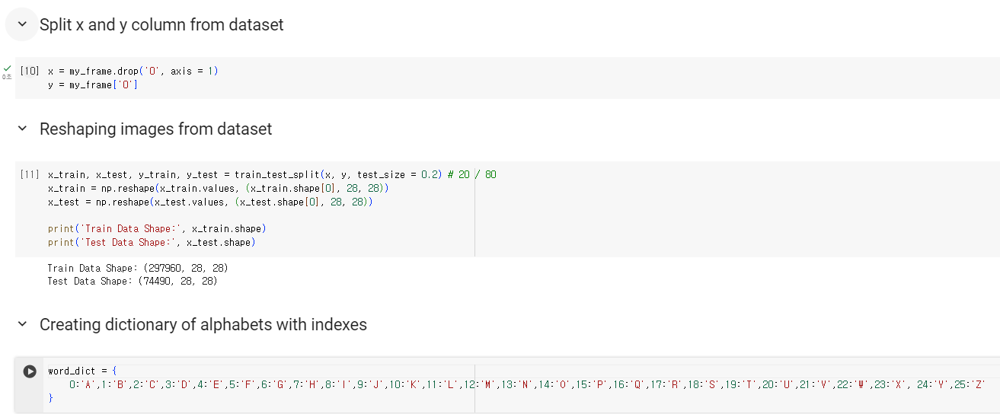 Split x and y column from dataset
[10] x = my_frame.drop('0', axis = 1)
y = my_frame['0']
0초
Reshaping images from dataset
[11] x_train, x_test, y_train, y_test = train_test_split(x, y, test_size = 0.2) # 20 / 80
x_train = np.reshape(x_train.values, (x_train.shape[0], 28, 28))
x_test = np.reshape(x_test.values, (x_test.shape[0], 28, 28))
print('Train Data Shape:', x_train.shape)
print('Test Data Shape:', x_test.shape)
Train Data Shape: (297960, 28, 28)
Test Data Shape: (74490, 28, 28)
Creating dictionary of alphabets with indexes
word_dict = {
0:'A',1:'B',2:'C',3:'D',4:'E',5:'F',6:'G',7:'H',8:'I',9:'J',10:'K',11:'L',12:'M',13:'N',14:'O',15:'P',16:'Q',17:'R',18:'S',19:'T',20:'U',21:'V',22:'W',23:'X', 24:'Y',25:'Z'
}